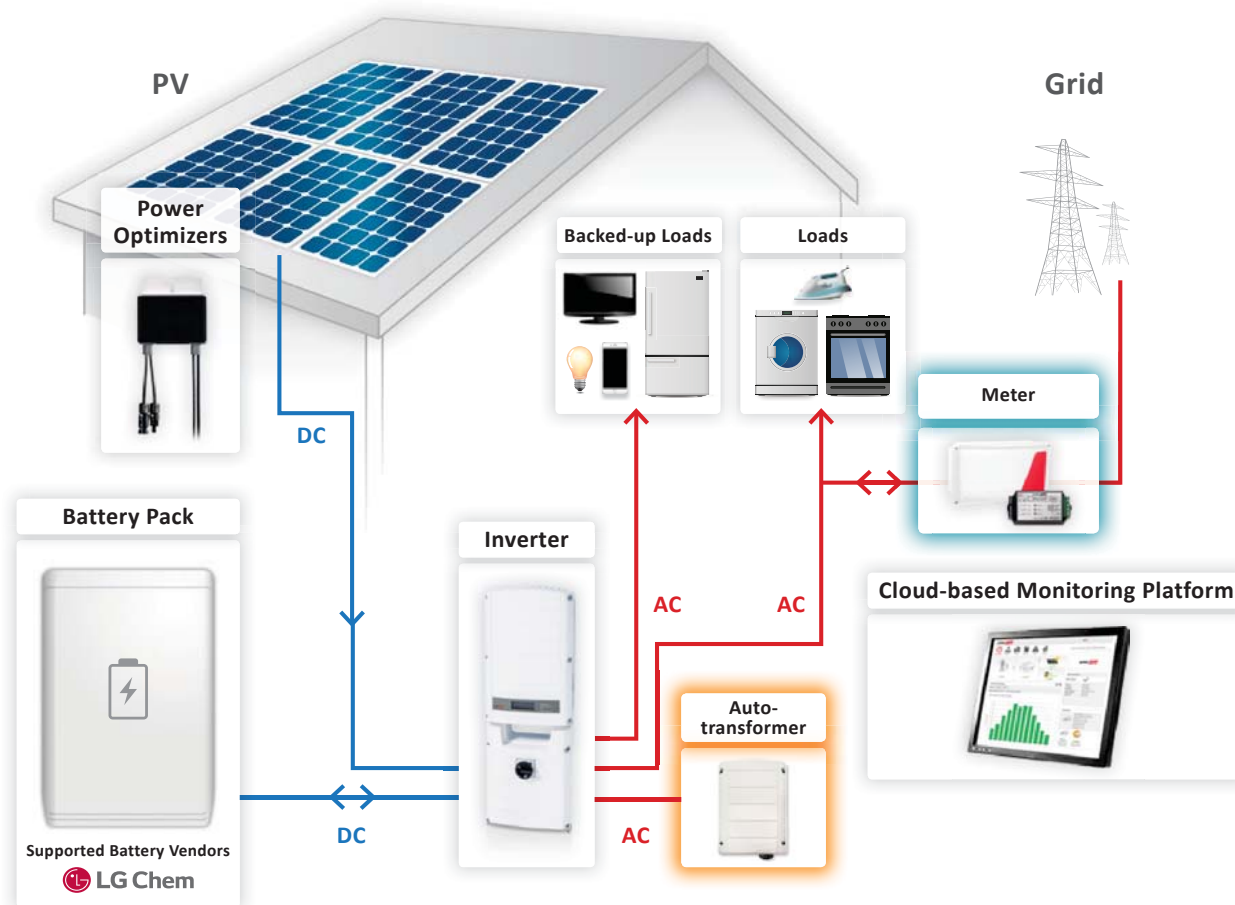 PV
Grid
Power
Optimizers
Backed-up Loads
Loads
Meter
DC
Battery Pack
Inverter
AC
AC
Cloud-based Monitoring Platform
Auto-
transformer
DC
AC
Supported Battery Vendors
LG Chem